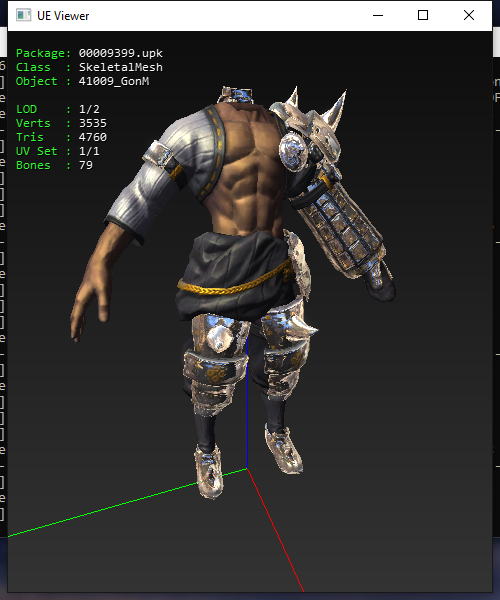 UE Viewer
Package: 00009399.upk
Class  : SkeletalMesh
Object : 41009_GonM
LOD    : 1/2
Verts  : 3535
Tris   : 4760
UV Set : 1/1
Bones  : 79